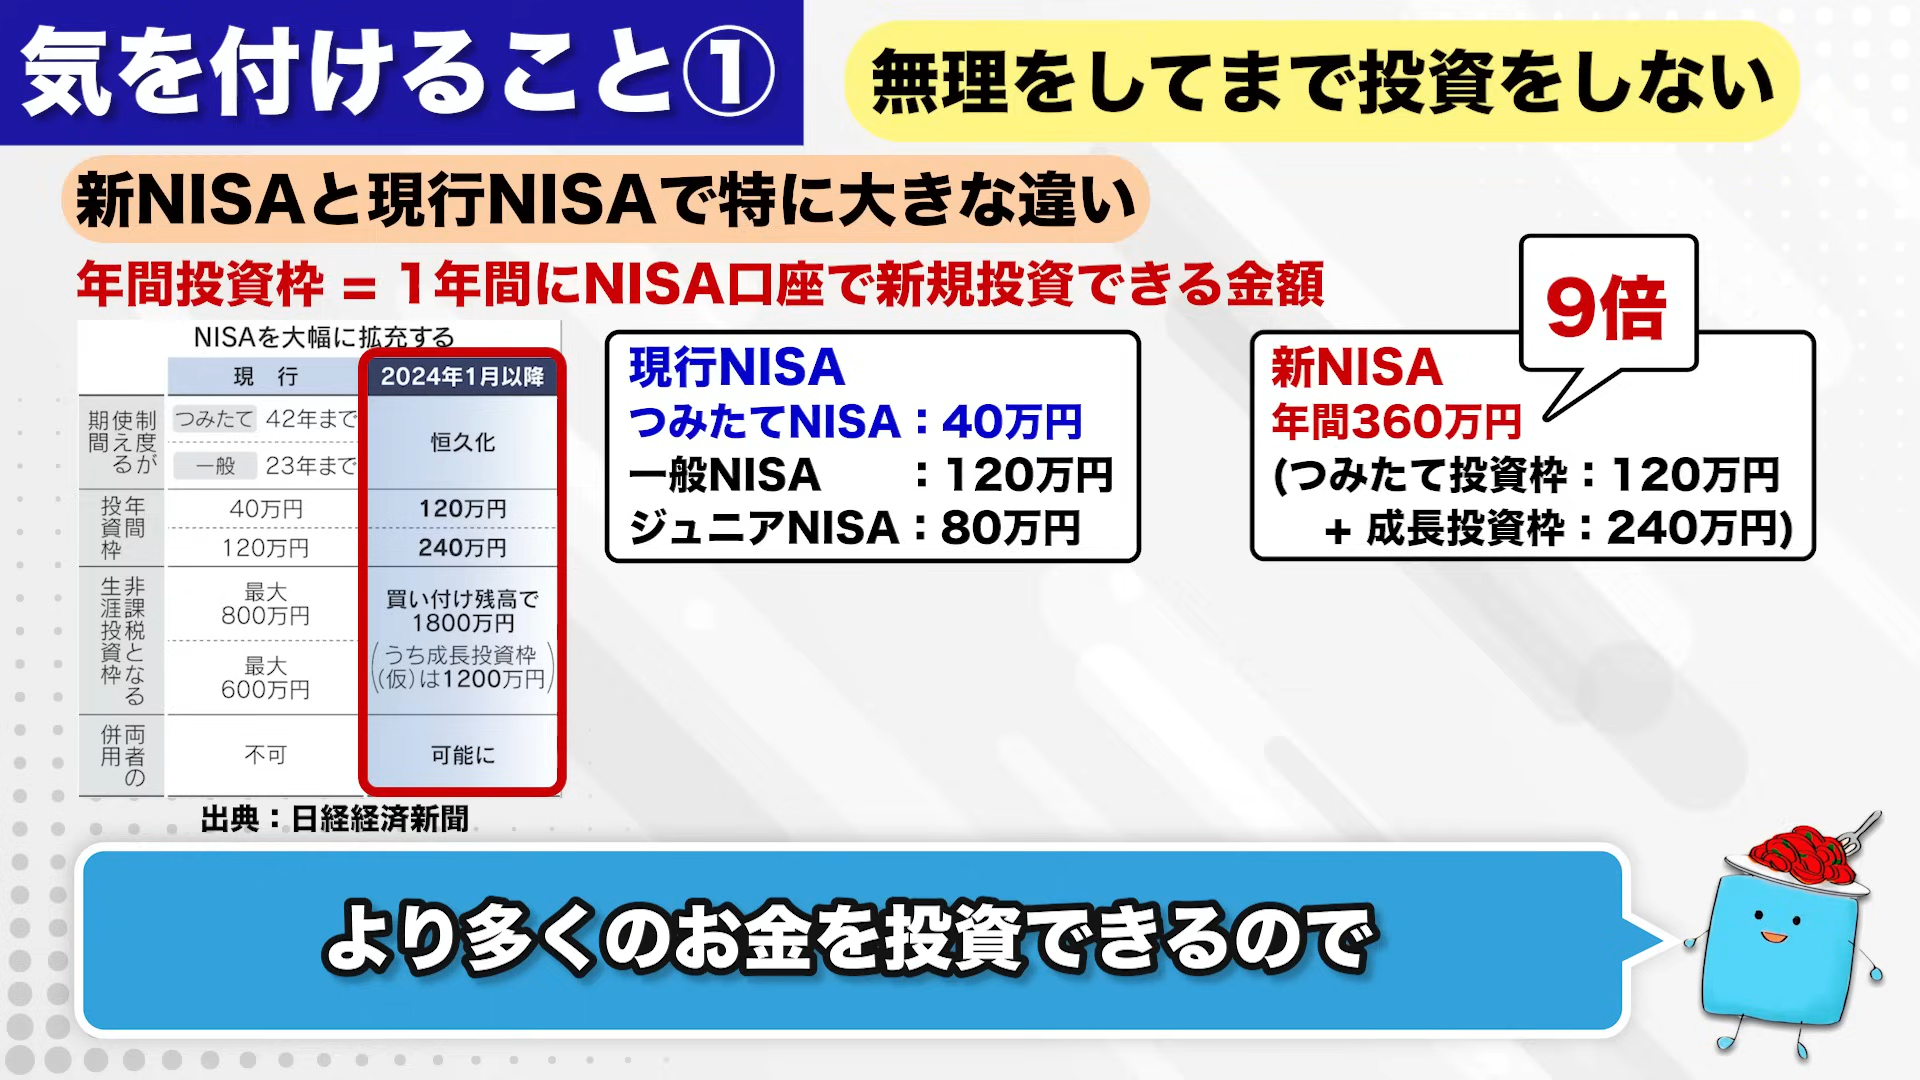 気を付けること①
無理をしてまで投資をしない
新NISAと現行NISAで特に大きな違い
年間投資枠 = 1年間にNISA口座で新規投資できる金額
NISAを大幅に拡充する
現 行
2024年1月以降
制度が使える期間
つみたて 42年まで
一般 23年まで
恒久化
年間投資枠
40万円
120万円
120万円
240万円
非課税となる生涯投資枠
最大
800万円
最大
600万円
買い付け残高で
1800万円
(うち成長投資枠
(仮)は1200万円)
両者の併用
不可
可能に
出典：日経経済新聞
現行NISA
つみたてNISA：40万円
一般NISA ：120万円
ジュニアNISA：80万円
9倍
新NISA
年間360万円
(つみたて投資枠：120万円
+ 成長投資枠：240万円)
より多くのお金を投資できるので